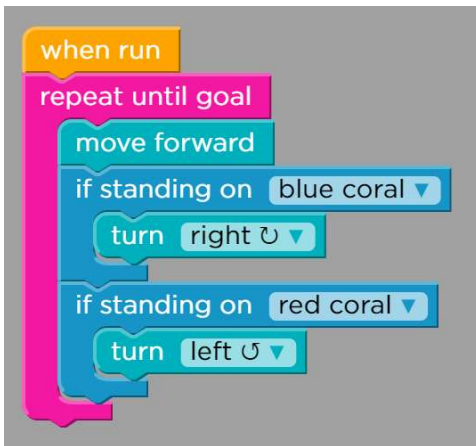 when run
repeat until goal
move forward
if standing on blue coral ▼
turn right ↻ ▼
if standing on red coral ▼
turn left ↺ ▼